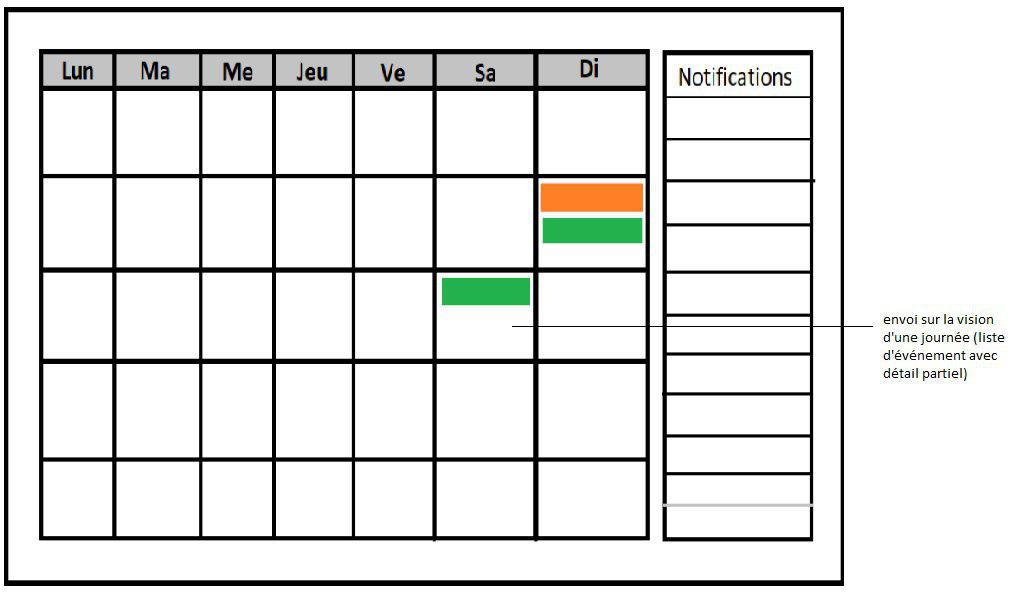 Lun Ma Me Jeu Ve Sa Di
Notifications
envoi sur la vision
d'une journée (liste
d'événement avec
détail partiel)